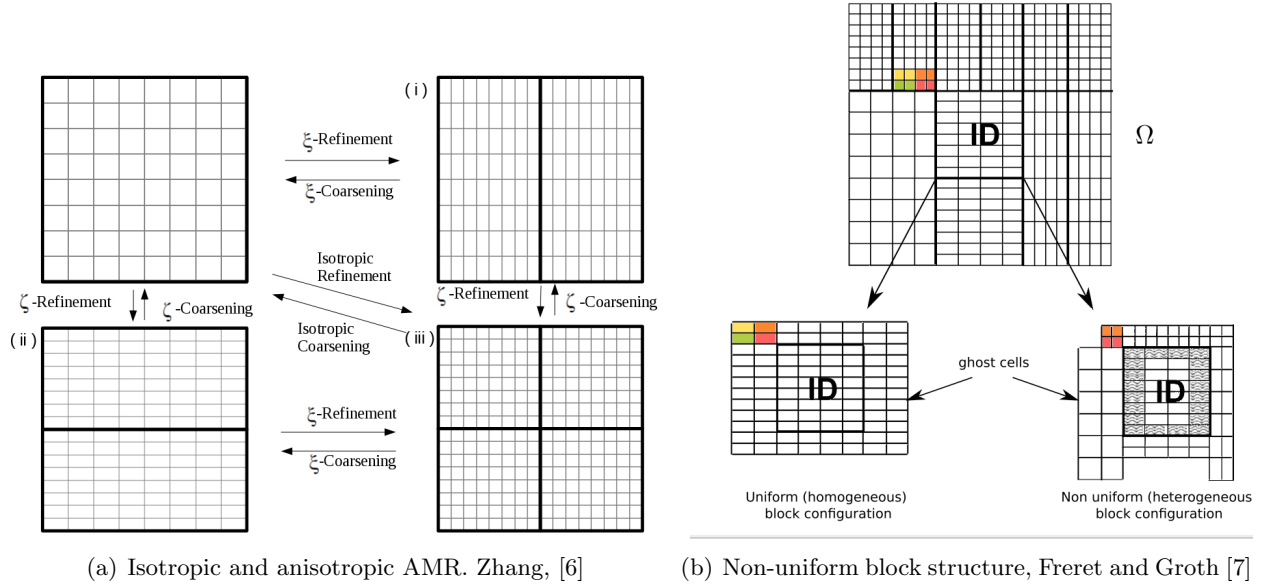 (i)
ξ-Refinement
ξ-Coarsening
Isotropic
Refinement
ζ-Refinement
ζ-Coarsening
ζ-Refinement
ζ-Coarsening
Isotropic
Coarsening
(ii)
(iii)
ξ-Refinement
ξ-Coarsening
(a) Isotropic and anisotropic AMR. Zhang, [6]
ID
Ω
ghost cells
ID
ID
Uniform (homogeneous)
block configuration
Non uniform (heterogeneous
block configuration
(b) Non-uniform block structure, Freret and Groth [7]